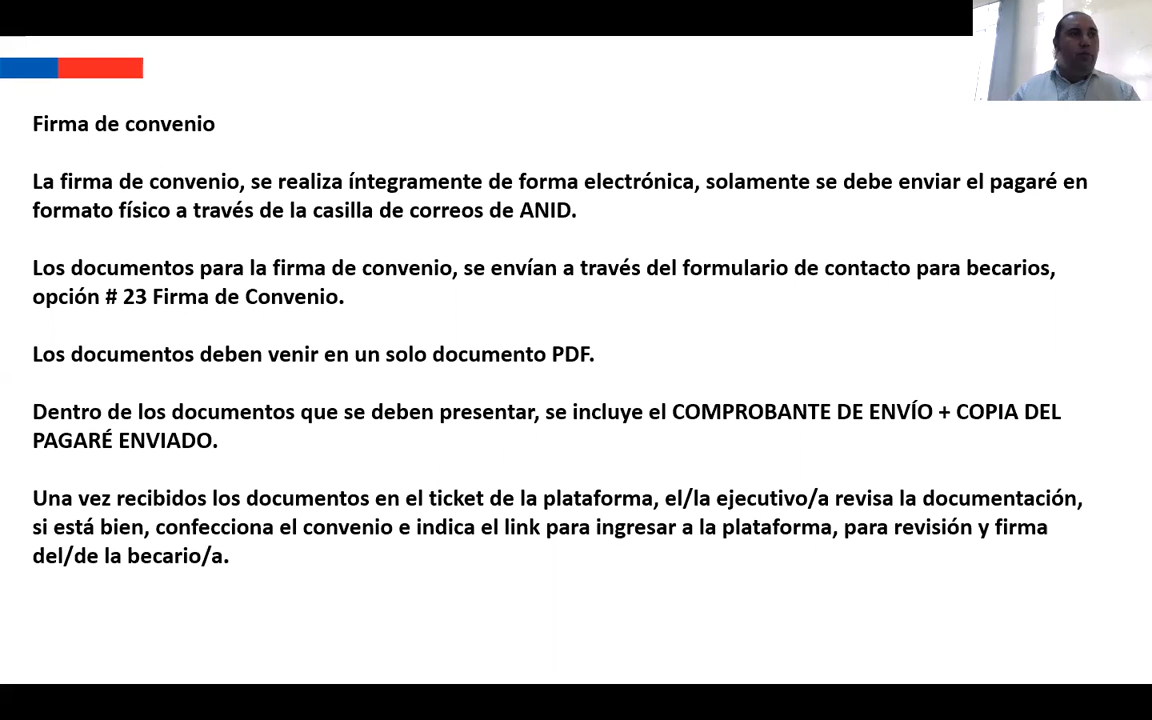 Firma de convenio
La firma de convenio, se realiza íntegramente de forma electrónica, solamente se debe enviar el pagaré en
formato físico a través de la casilla de correos de ANID.
Los documentos para la firma de convenio, se envían a través del formulario de contacto para becarios,
opción # 23 Firma de Convenio.
Los documentos deben venir en un solo documento PDF.
Dentro de los documentos que se deben presentar, se incluye el COMPROBANTE DE ENVÍO + COPIA DEL
PAGARÉ ENVIADO.
Una vez recibidos los documentos en el ticket de la plataforma, el/la ejecutivo/a revisa la documentación,
si está bien, confecciona el convenio e indica el link para ingresar a la plataforma, para revisión y firma
del/de la becario/a.